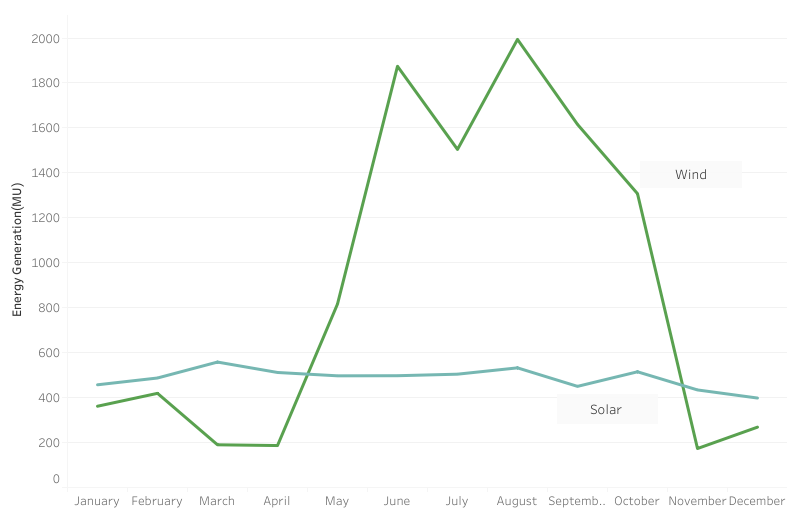 Energy Generation(MU)
2000
1800
1600
1400
1200
1000
800
600
400
200
0
Wind
Solar
January February March April May June July August Septemb.. October November December